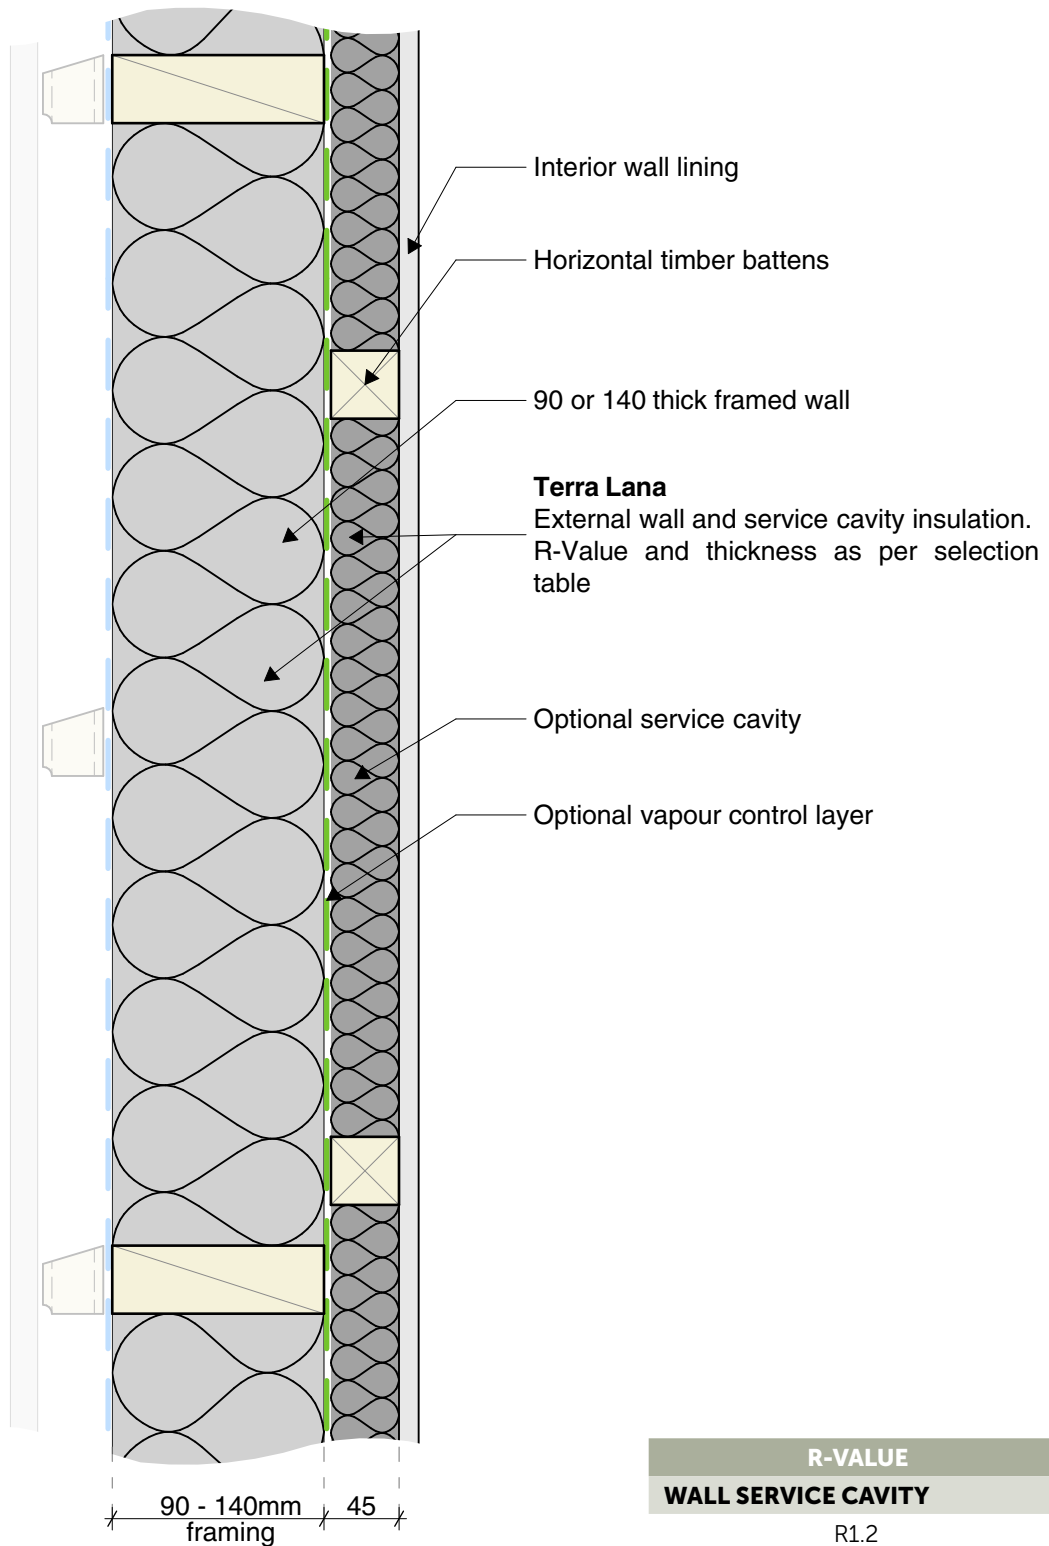 Interior wall lining
Horizontal timber battens
90 or 140 thick framed wall
Terra Lana
External wall and service cavity insulation.
R-Value and thickness as per selection
table
Optional service cavity
Optional vapour control layer
90 - 140mm
framing
45
R-VALUE
WALL SERVICE CAVITY
R1.2